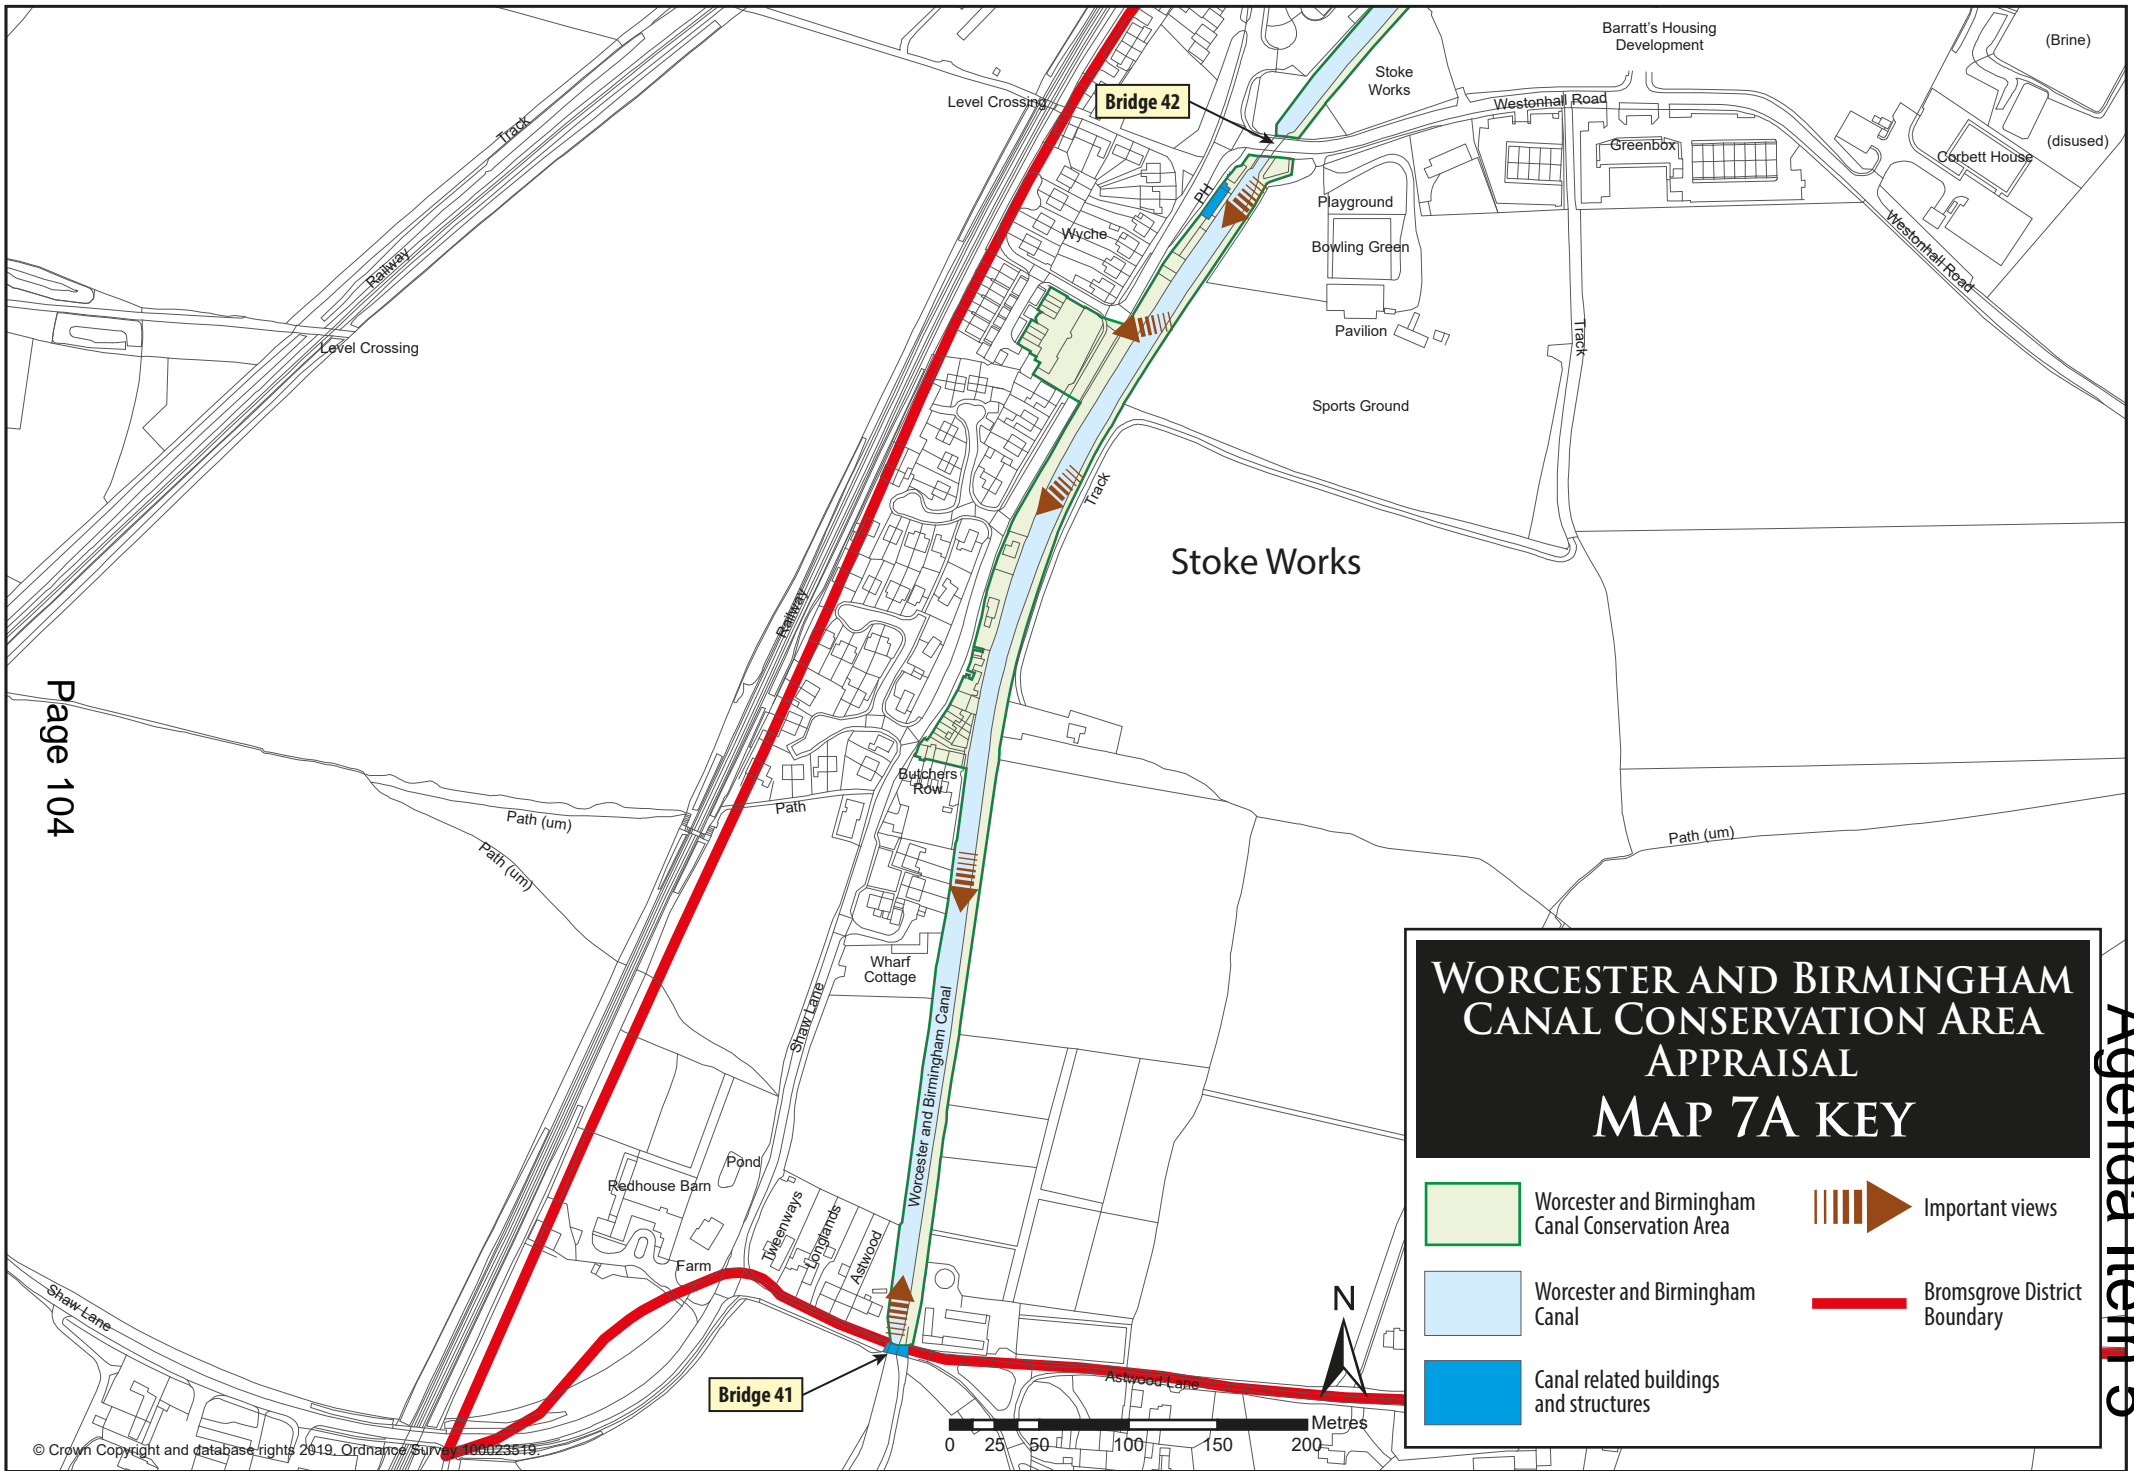 Barratt's Housing
Development
(Brine)
Level Crossing
Bridge 42
Stoke
Works
Westonhall Road
Track
Greenbox
Corbett House
(disused)
PH
Playground
Wyche
Bowling Green
Westonhall Road
Railway
Level Crossing
Pavilion
Track
Sports Ground
Track
Stoke Works
Railway
Page 104
Butchers
Row
Path
Path (um)
Path (um)
Path (um)
Wharf
Cottage
Shaw Lane
Worcester and Birmingham Canal
Pond
Redhouse Barn
Tweenways
Longlands
Astwood
Farm
Shaw Lane
Bridge 41
Astwood Lane
N
Metres
0 25 50 100 150 200
© Crown Copyright and database rights 2019. Ordnance Survey 100023519.
Worcester and Birmingham
Canal Conservation Area
Appraisal
Map 7A key
Worcester and Birmingham
Canal Conservation Area
Important views
Worcester and Birmingham
Canal
Bromsgrove District
Boundary
Canal related buildings
and structures
Agenda Item 5